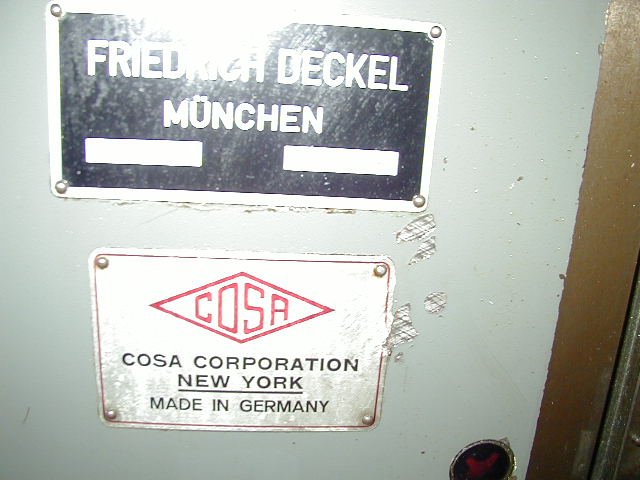 FRIEDRICH DECKEL
MÜNCHEN
COSA
COSA CORPORATION
NEW YORK
MADE IN GERMANY